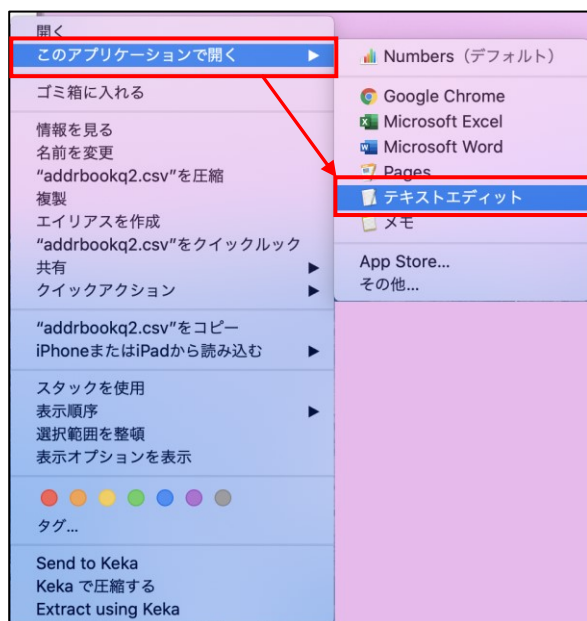 開く
このアプリケーションで開く
ゴミ箱に入れる
情報を見る
名前を変更
“addrbookq2.csv”を圧縮
複製
エイリアスを作成
“addrbookq2.csv”をクイックルック
共有
クイックアクション
“addrbookq2.csv”をコピー
iPhoneまたはiPadから読み込む
スタックを使用
表示順序
選択範囲を整頓
表示オプションを表示
タグ...
Send to Keka
Keka で圧縮する
Extract using Keka
Numbers（デフォルト）
Google Chrome
Microsoft Excel
Microsoft Word
Pages
テキストエディット
メモ
App Store...
その他...